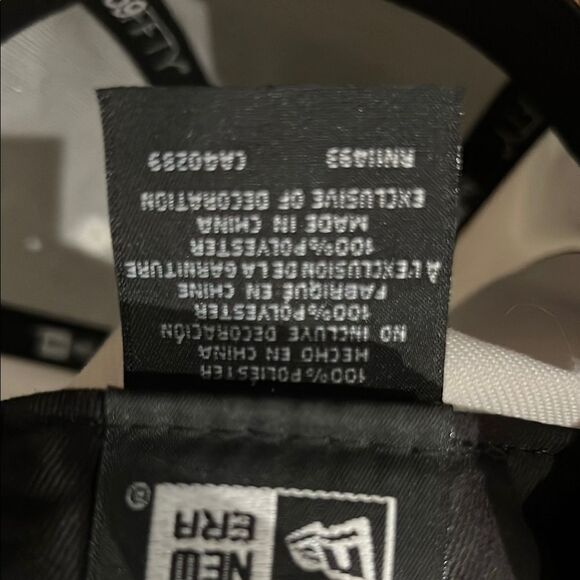 NEW
ERA®
100% POLIÉSTER
HECHO EN CHINA
NO INCLUYE DECORACIÓN
100%POLYESTER
FABRIQUÉ EN CHINE
À L'EXCLUSION DE LA GARNITURE
100%POLYESTER
MADE IN CHINA
EXCLUSIVE OF DECORATION
RN111493 CA40289